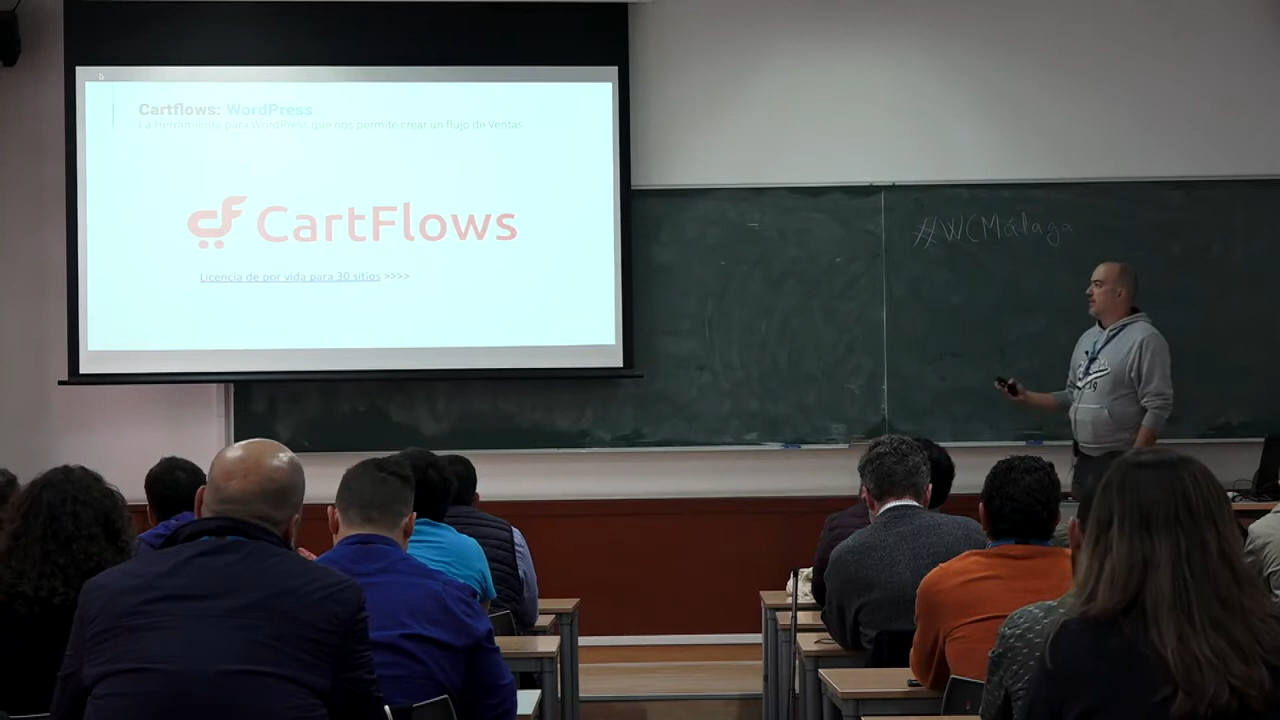 Cartflows: WordPress
La Herramienta para WordPress que nos permite crear un flujo de Ventas
CartFlows
Licencia de por vida para 30 sitios >>>>
#WCMálaga
19